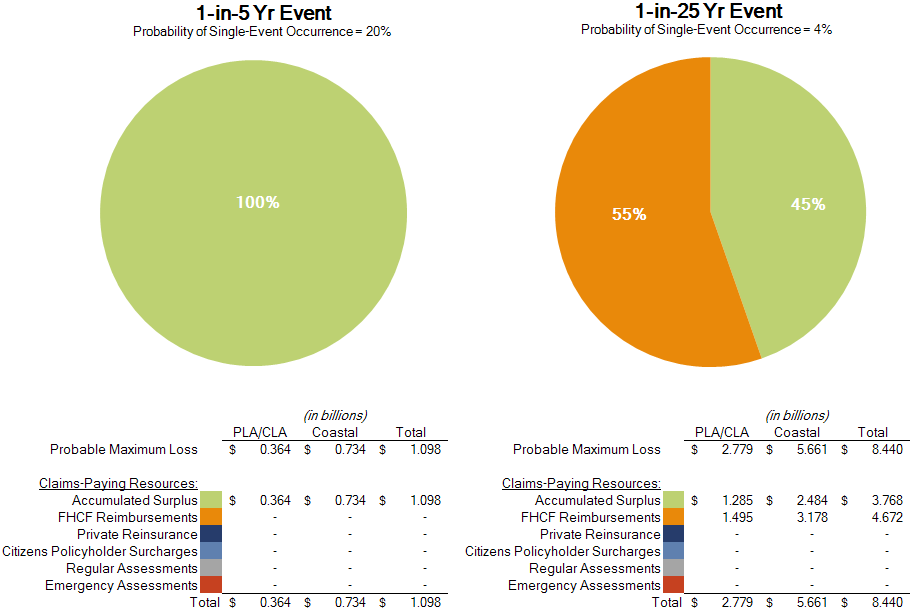 1-in-5 Yr Event
Probability of Single-Event Occurrence = 20%
100%
(in billions)
PLA/CLA Coastal Total
Probable Maximum Loss $ 0.364 $ 0.734 $ 1.098
Claims-Paying Resources:
Accumulated Surplus $ 0.364 $ 0.734 $ 1.098
FHCF Reimbursements - - -
Private Reinsurance - - -
Citizens Policyholder Surcharges - - -
Regular Assessments - - -
Emergency Assessments - - -
Total $ 0.364 $ 0.734 $ 1.098
1-in-25 Yr Event
Probability of Single-Event Occurrence = 4%
55%
45%
(in billions)
PLA/CLA Coastal Total
Probable Maximum Loss $ 2.779 $ 5.661 $ 8.440
Claims-Paying Resources:
Accumulated Surplus $ 1.285 $ 2.484 $ 3.768
FHCF Reimbursements 1.495 3.178 4.672
Private Reinsurance - - -
Citizens Policyholder Surcharges - - -
Regular Assessments - - -
Emergency Assessments - - -
Total $ 2.779 $ 5.661 $ 8.440